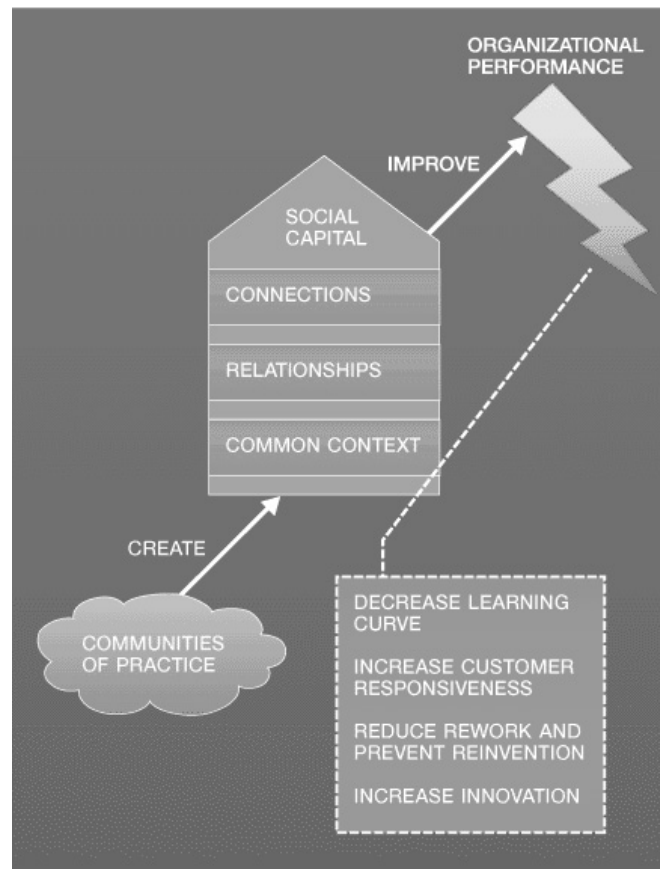 ORGANIZATIONAL
PERFORMANCE
IMPROVE
SOCIAL
CAPITAL
CONNECTIONS
RELATIONSHIPS
COMMON CONTEXT
CREATE
COMMUNITIES
OF PRACTICE
DECREASE LEARNING
CURVE
INCREASE CUSTOMER
RESPONSIVENESS
REDUCE REWORK AND
PREVENT REINVENTION
INCREASE INNOVATION